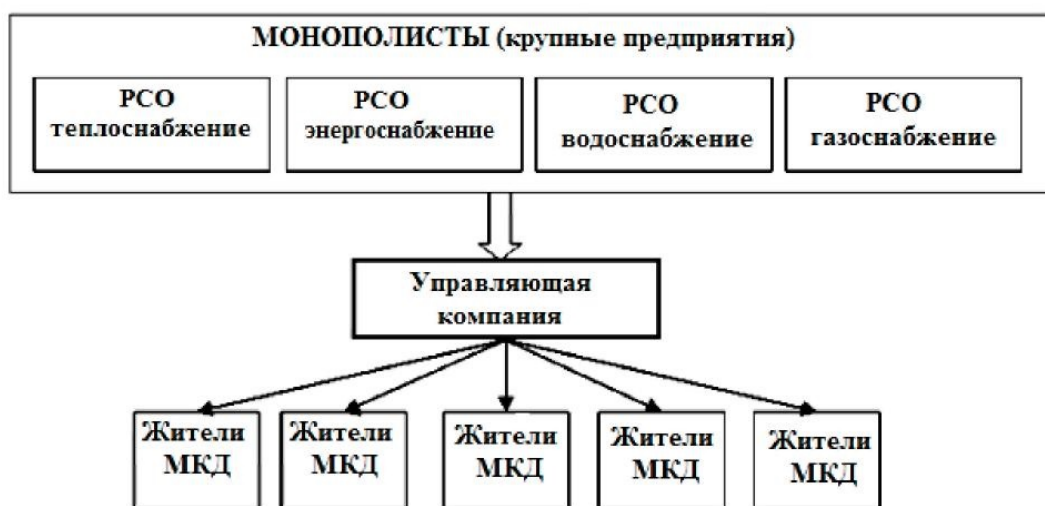 МОНОПОЛИСТЫ (крупные предприятия)
РСО
теплоснабжение
РСО
энергоснабжение
РСО
водоснабжение
РСО
газоснабжение
Управляющая
компания
Жители
МКД
Жители
МКД
Жители
МКД
Жители
МКД
Жители
МКД